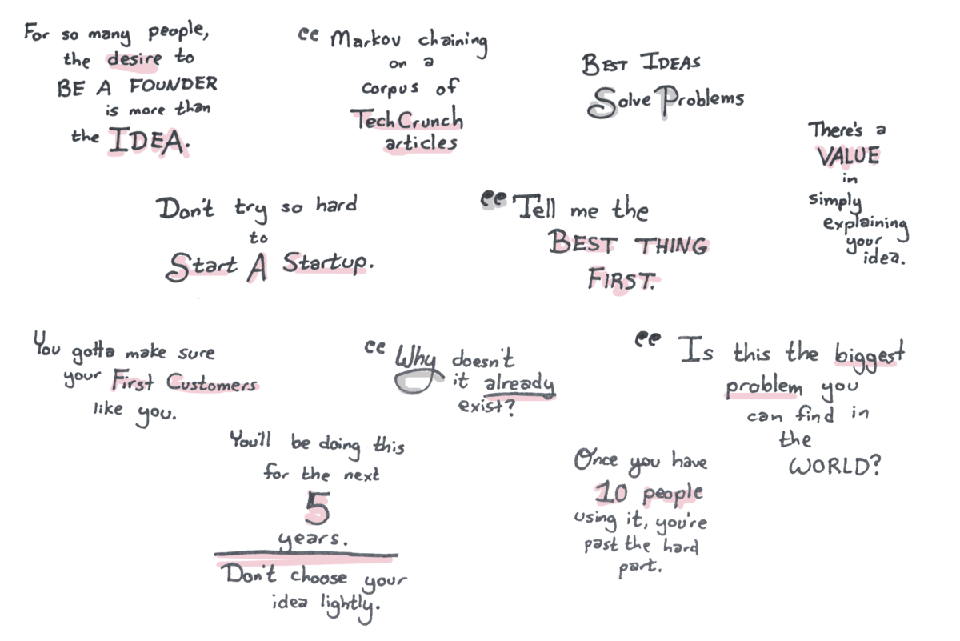 For so many people,
the desire to
BE A FOUNDER
is more than
the IDEA.
“Markov chaining
on a
corpus of
TechCrunch
articles
BEST IDEAS
Solve Problems
There's a
VALUE
in
simply
explaining
your
idea.
Don't try so hard
to
Start A Startup.
“Tell me the
BEST THING
FIRST.
You gotta make sure
your First Customers
like you.
“Why doesn't
it already
exist?
“Is this the biggest
problem you
can find in
the
WORLD?
You'll be doing this
for the next
5
years.
Don't choose your
idea lightly.
Once you have
10 people
using it, you're
past the hard
part.